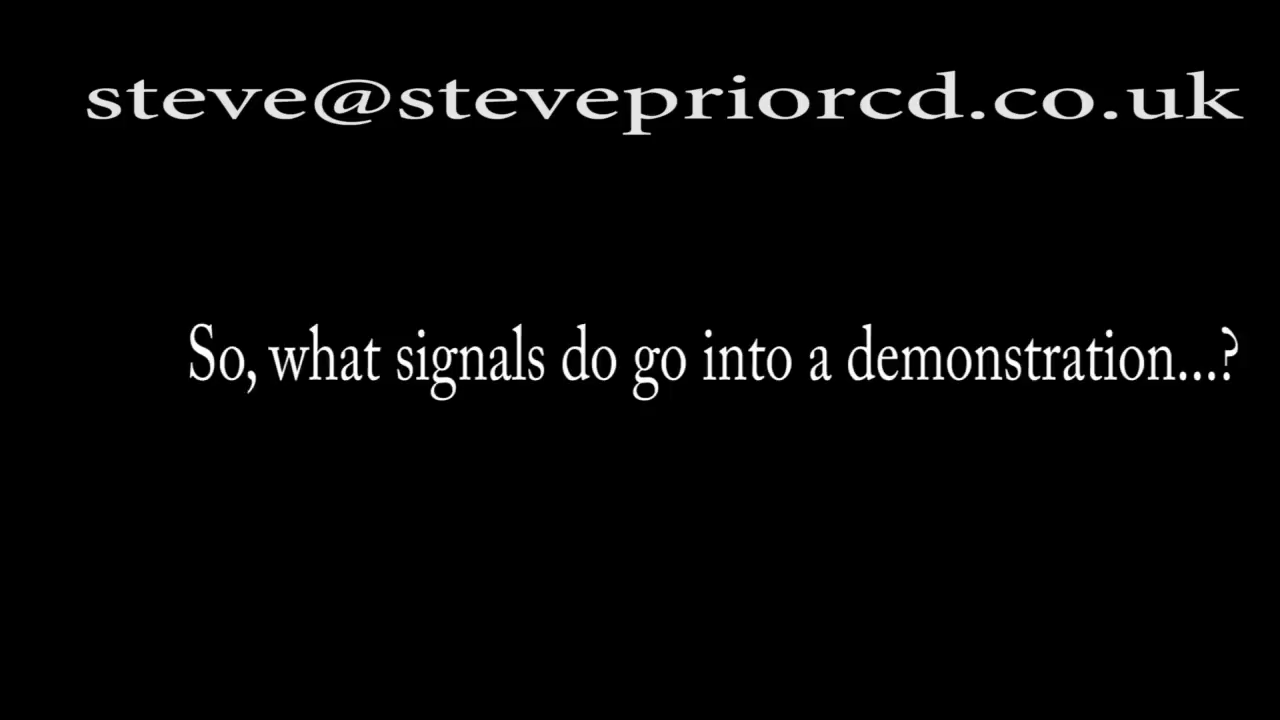 steve@stevepriorcd.co.uk
So, what signals do go into a demonstration...?